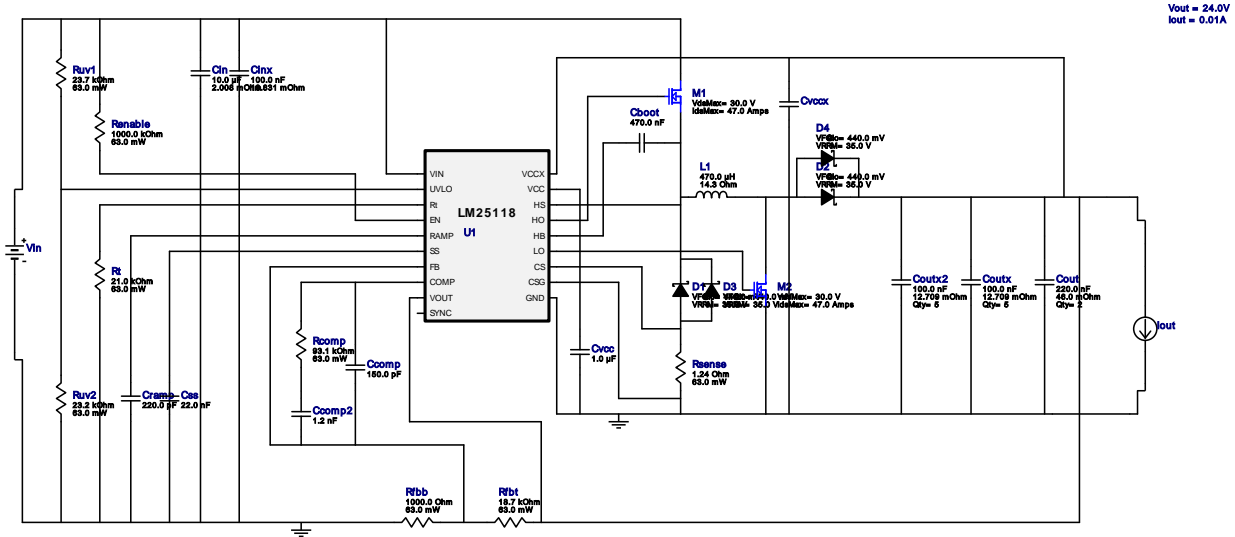 Vout = 24.0V
Iout = 0.01A
Ruv1
23.7 kOhm
63.0 mW
Renable
1000.0 kOhm
63.0 mW
Cin
10.0 µF
2.008 mOhm
Cinx
100.0 nF
mOhm
M1
VdsMax= 30.0 V
IdsMax= 47.0 Amps
Cboot
470.0 nF
Cvccx
D4
440.0 mV
VRRM= 35.0 V
D2
440.0 mV
VRRM= 35.0 V
L1
470.0 µH
14.3 Ohm
VIN
UVLO
Rt
EN
RAMP
SS
FB
COMP
VOUT
SYNC
LM25118
U1
VCCX
VCC
HS
HO
HB
LO
CS
CSG
GND
Vin
Rt
21.0 kOhm
63.0 mW
D1
D3
M2
30.0 V
47.0 Amps
Coutx2
100.0 nF
12.709 mOhm
Qty= 5
Coutx
100.0 nF
12.709 mOhm
Qty= 5
Cout
220.0 nF
46.0 mOhm
Qty= 2
Iout
Rcomp
93.1 kOhm
63.0 mW
Ccomp
150.0 pF
Ccomp2
1.2 nF
Cvcc
1.0 µF
Rsense
1.24 Ohm
63.0 mW
Ruv2
23.2 kOhm
63.0 mW
Cramp
220.0 pF
Css
22.0 nF
Rfbb
1000.0 Ohm
63.0 mW
Rfbt
18.7 kOhm
63.0 mW